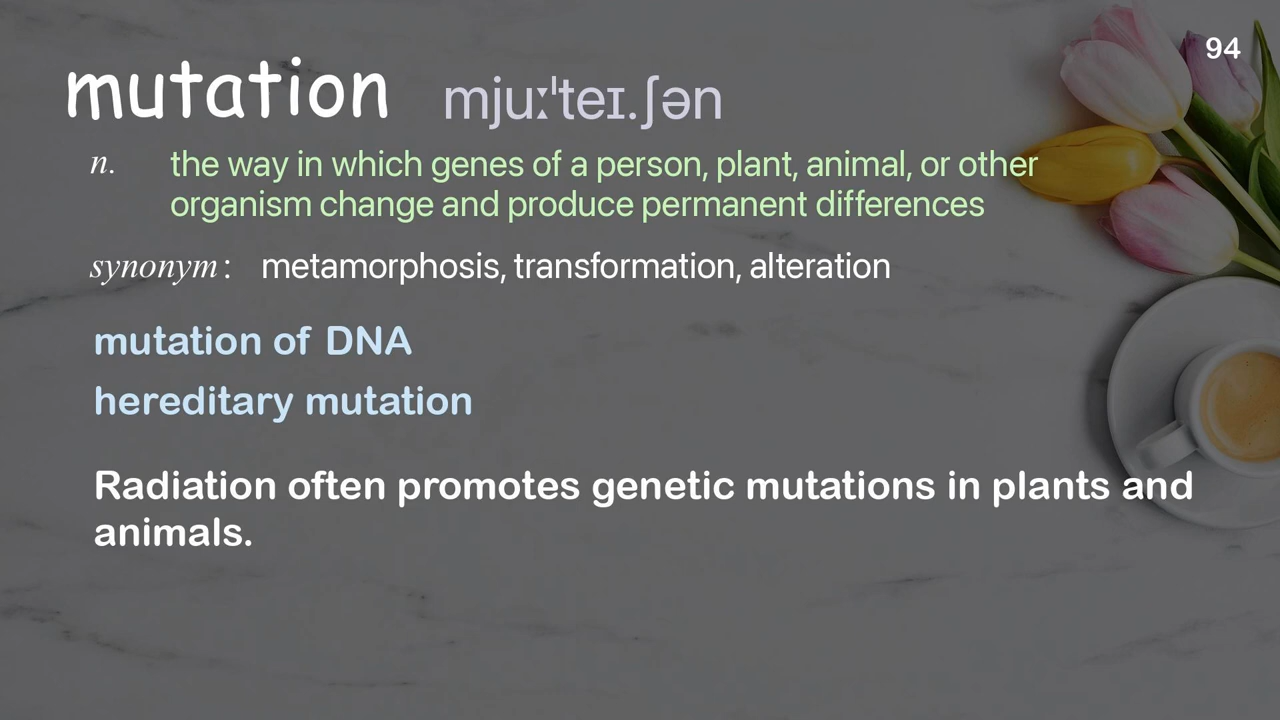 94
mutation mjuːˈteɪ.ʃən
n. the way in which genes of a person, plant, animal, or other
organism change and produce permanent differences
synonym: metamorphosis, transformation, alteration
mutation of DNA
hereditary mutation
Radiation often promotes genetic mutations in plants and
animals.